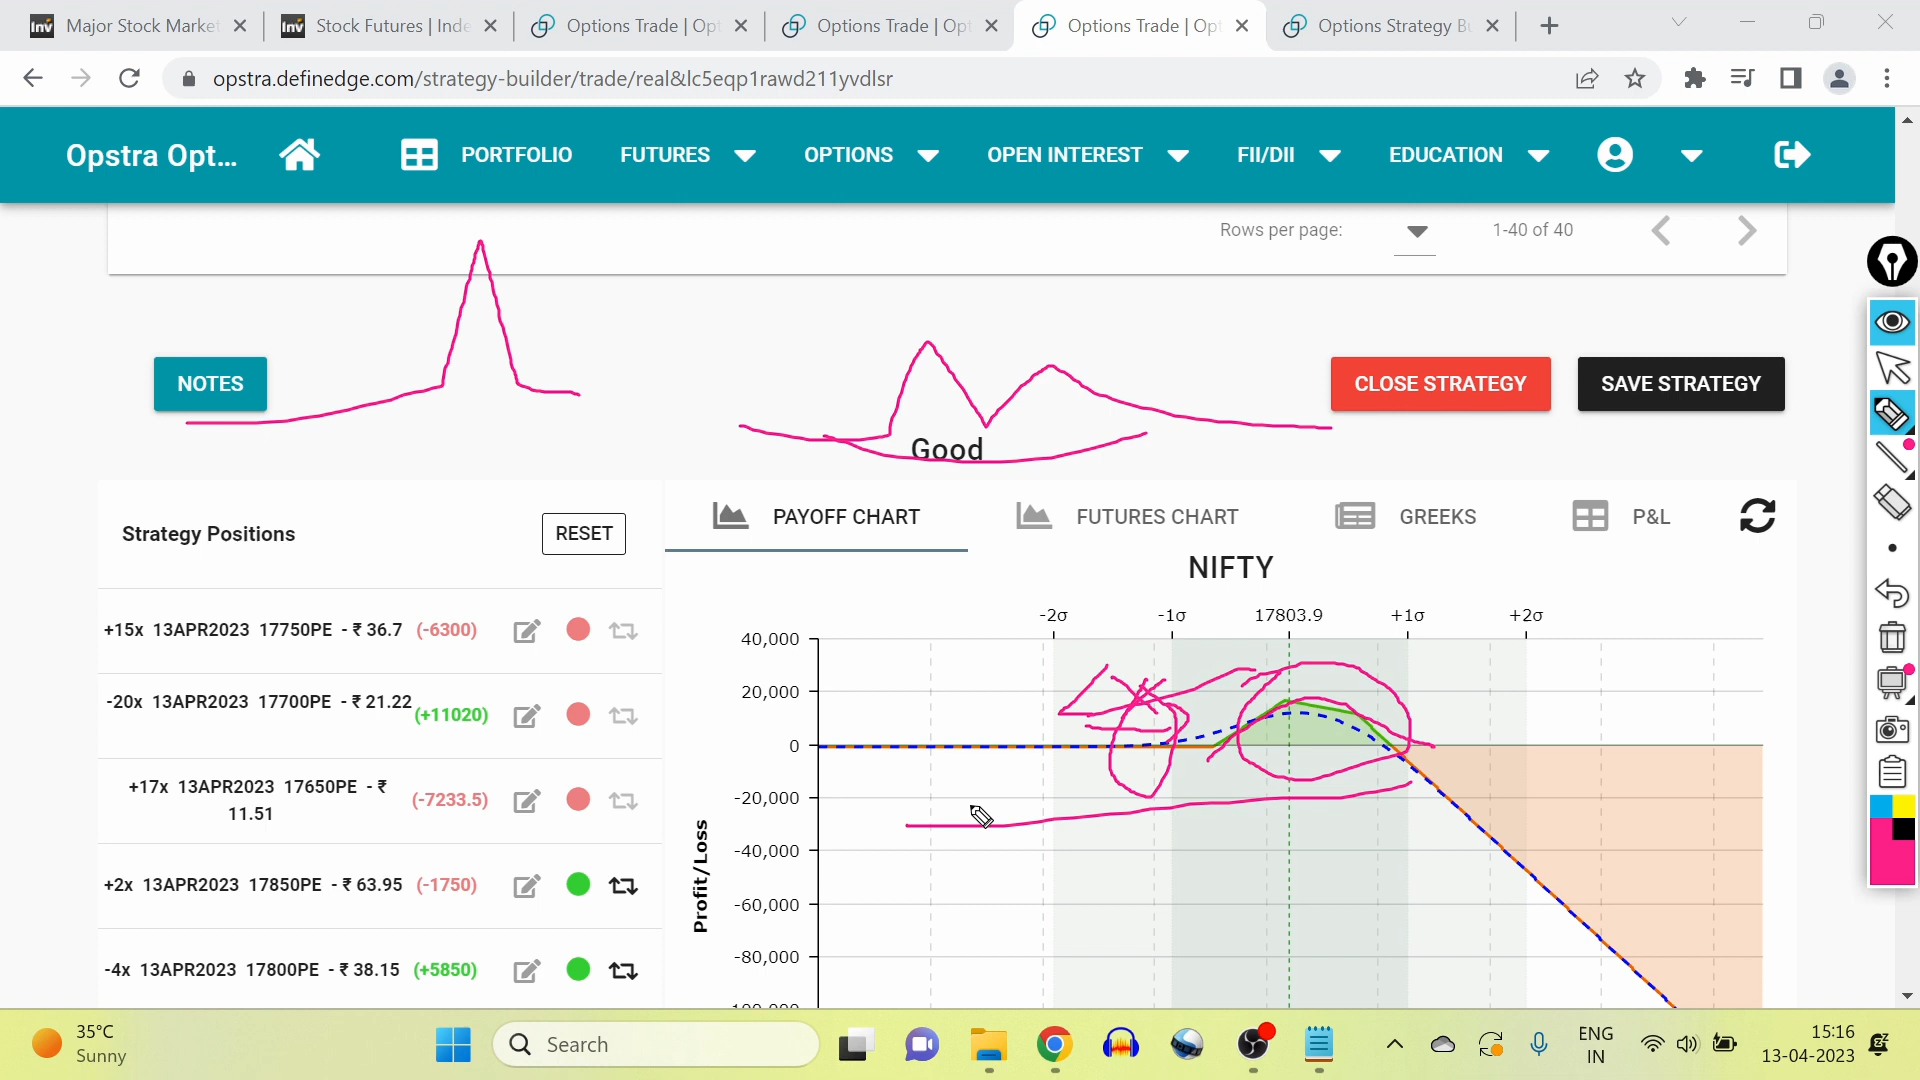 Major Stock Market
Stock Futures | Inde
Options Trade | Opt
Options Trade | Opt
Options Trade | Opt
Options Strategy Bu
opstra.definedge.com/strategy-builder/trade/real&lc5eqp1rawd211yvdlsr
Opstra Opt...
PORTFOLIO
FUTURES
OPTIONS
OPEN INTEREST
FII/DII
EDUCATION
Rows per page:
1-40 of 40
NOTES
CLOSE STRATEGY
SAVE STRATEGY
Good
Strategy Positions
RESET
PAYOFF CHART
FUTURES CHART
GREEKS
P&L
+15x 13APR2023 17750PE - ₹ 36.7 (-6300)
-20x 13APR2023 17700PE - ₹ 21.22 (+11020)
+17x 13APR2023 17650PE - ₹
11.51 (-7233.5)
+2x 13APR2023 17850PE - ₹ 63.95 (-1750)
-4x 13APR2023 17800PE - ₹ 38.15 (+5850)
NIFTY
-2σ -1σ 17803.9 +1σ +2σ
40,000
20,000
0
-20,000
-40,000
-60,000
-80,000
Profit/Loss
35°C
Sunny
Search
ENG
IN
15:16
13-04-2023